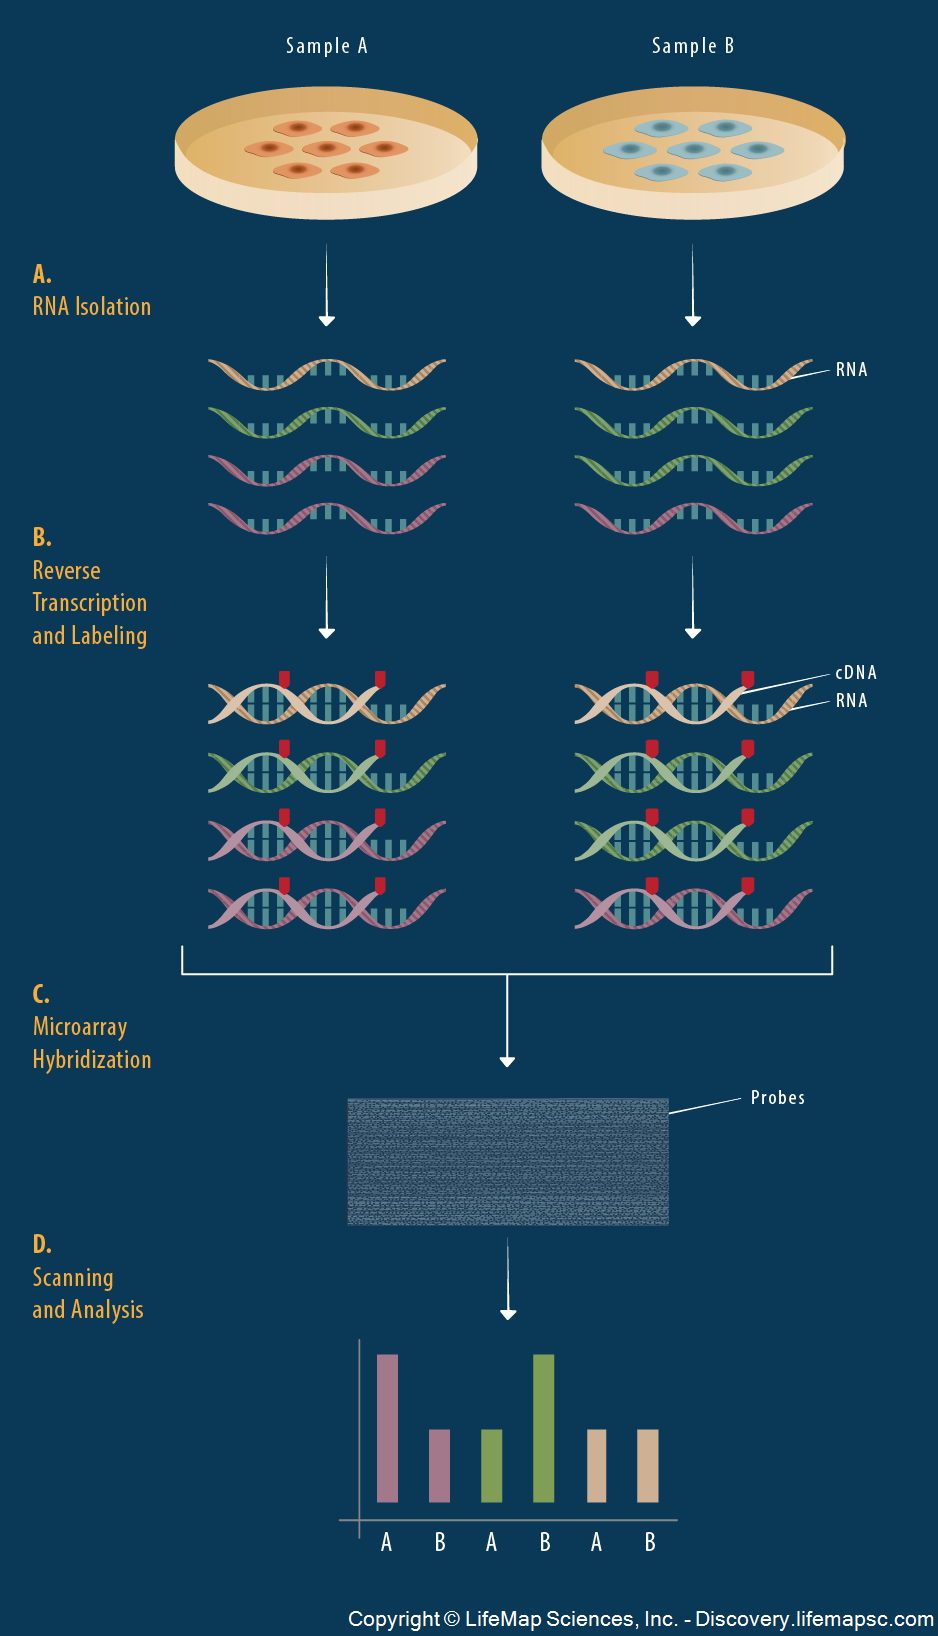 Sample A
Sample B
A.
RNA Isolation
RNA
B.
Reverse
Transcription
and Labeling
cDNA
RNA
C.
Microarray
Hybridization
Probes
D.
Scanning
and Analysis
A B A B A B
Copyright © LifeMap Sciences, Inc. - Discovery.lifemapsc.com